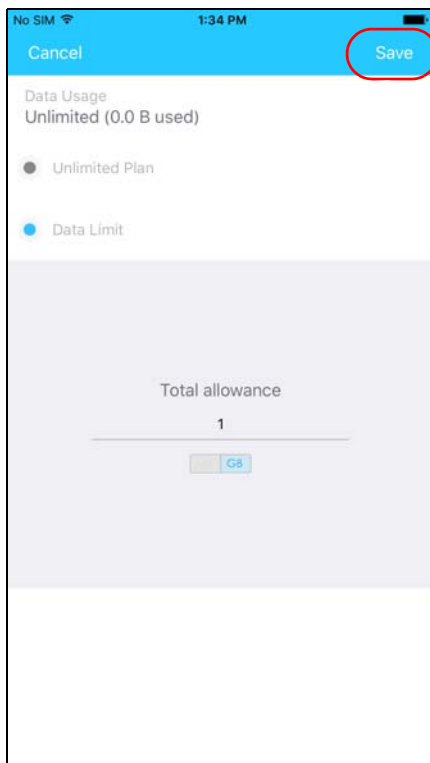 No SIM 1:34 PM
Cancel Save
Data Usage
Unlimited (0.0 B used)
Unlimited Plan
Data Limit
Total allowance
1
GB